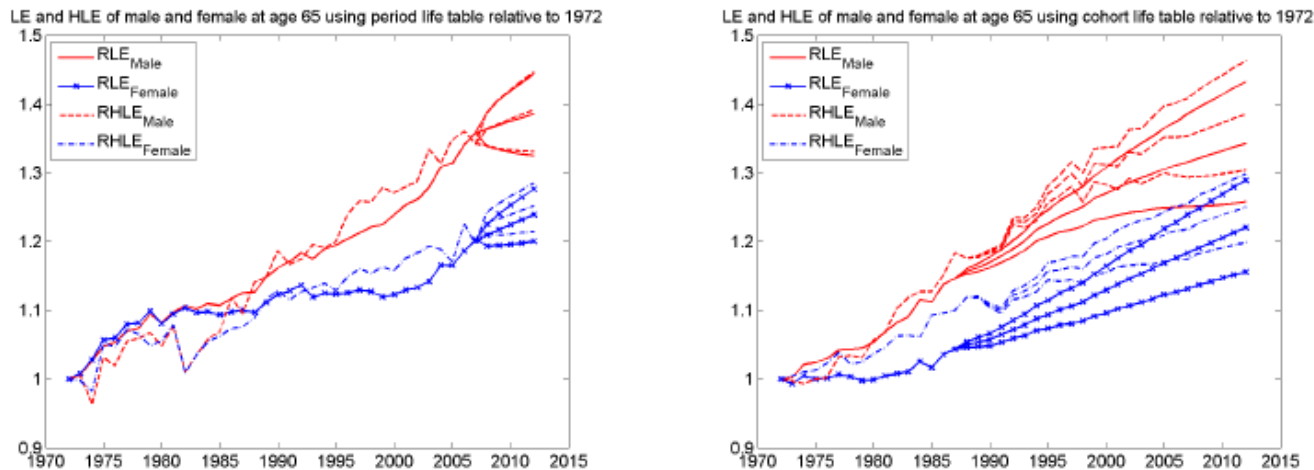 LE and HLE of male and female at age 65 using period life table relative to 1972
1.5
1.4
1.3
1.2
1.1
1
0.9
1970 1975 1980 1985 1990 1995 2000 2005 2010 2015
RLE Male
RLE Female
RHLE Male
RHLE Female
LE and HLE of male and female at age 65 using cohort life table relative to 1972
1.5
1.4
1.3
1.2
1.1
1
0.9
1970 1975 1980 1985 1990 1995 2000 2005 2010 2015
RLE Male
RLE Female
RHLE Male
RHLE Female